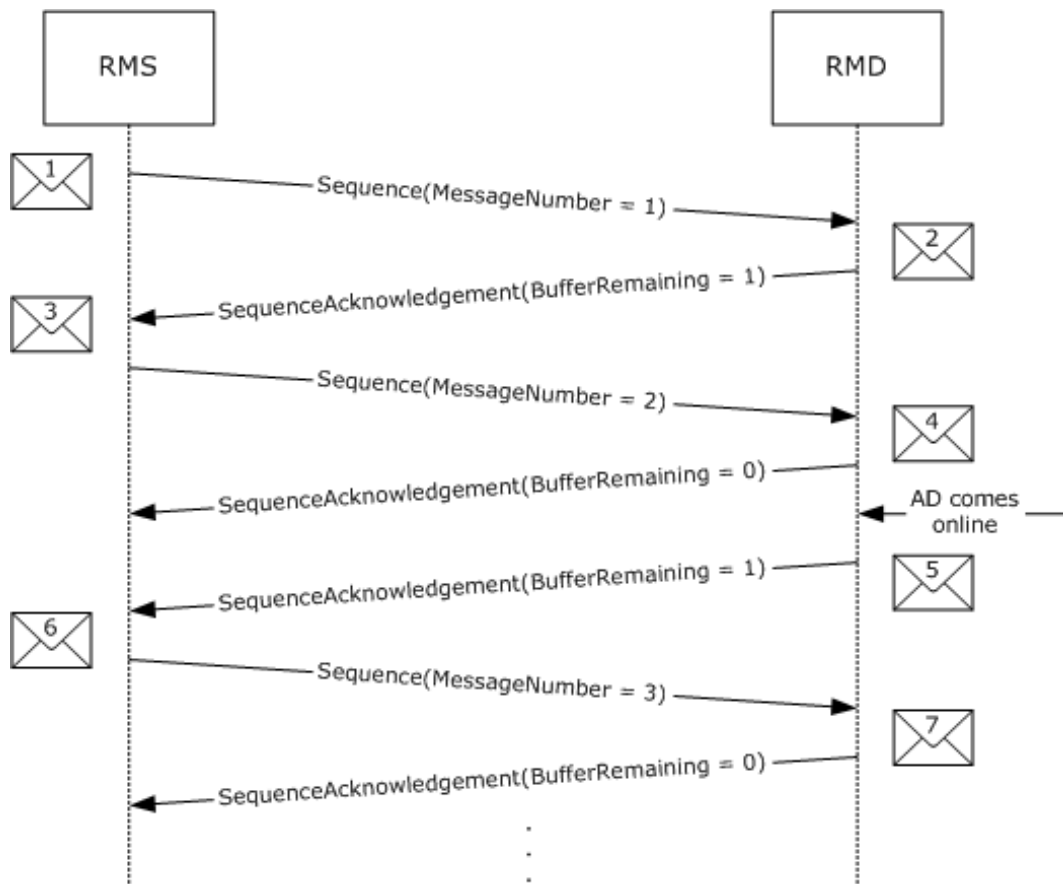 RMS
RMD
1
Sequence(MessageNumber = 1)
2
SequenceAcknowledgement(BufferRemaining = 1)
3
Sequence(MessageNumber = 2)
4
SequenceAcknowledgement(BufferRemaining = 0)
AD comes
online
5
SequenceAcknowledgement(BufferRemaining = 1)
6
Sequence(MessageNumber = 3)
7
SequenceAcknowledgement(BufferRemaining = 0)
.
.
.